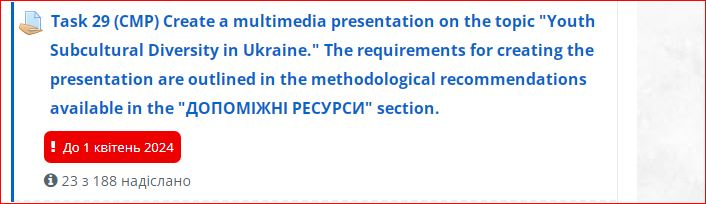 Task 29 (СМР) Create a multimedia presentation on the topic "Youth
Subcultural Diversity in Ukraine." The requirements for creating the
presentation are outlined in the methodological recommendations
available in the "ДОПОМІЖНІ РЕСУРСИ" section.
! До 1 квітень 2024
23 з 188 надіслано